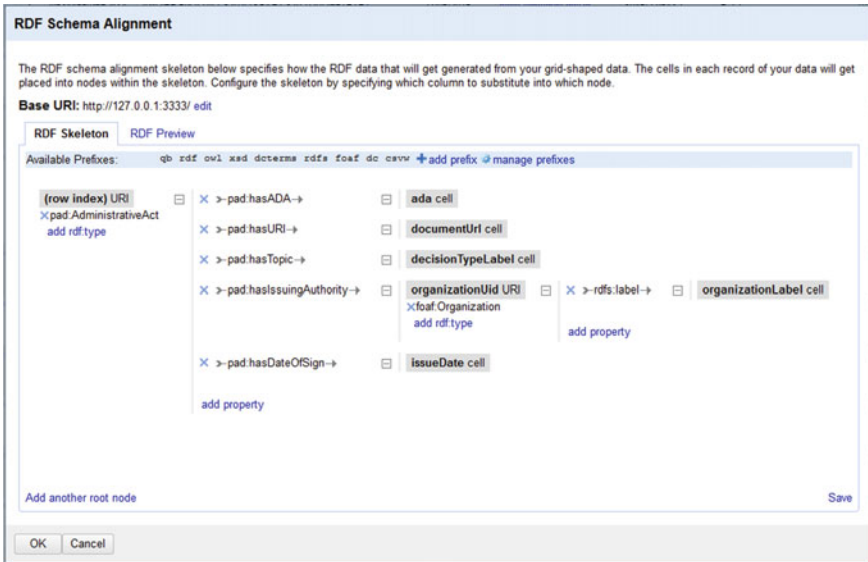 RDF Schema Alignment
The RDF schema alignment skeleton below specifies how the RDF data that will get generated from your grid-shaped data. The cells in each record of your data will get
placed into nodes within the skeleton. Configure the skeleton by specifying which column to substitute into which node.
Base URI: http://127.0.0.1:3333/ edit
RDF Skeleton RDF Preview
Available Prefixes: qb rdf owl xsd dcterms rdfs foaf dc csvw add prefix manage prefixes
(row index) URI
pad:AdministrativeAct
add rdf:type
pad:hasADA ada cell
pad:hasURI documentUrl cell
pad:hasTopic decisionTypeLabel cell
pad:hasIssuingAuthority organizationUid URI rdfs:label organizationLabel cell
foaf:Organization
add rdf:type
add property
pad:hasDateOfSign issueDate cell
add property
Add another root node Save
OK Cancel